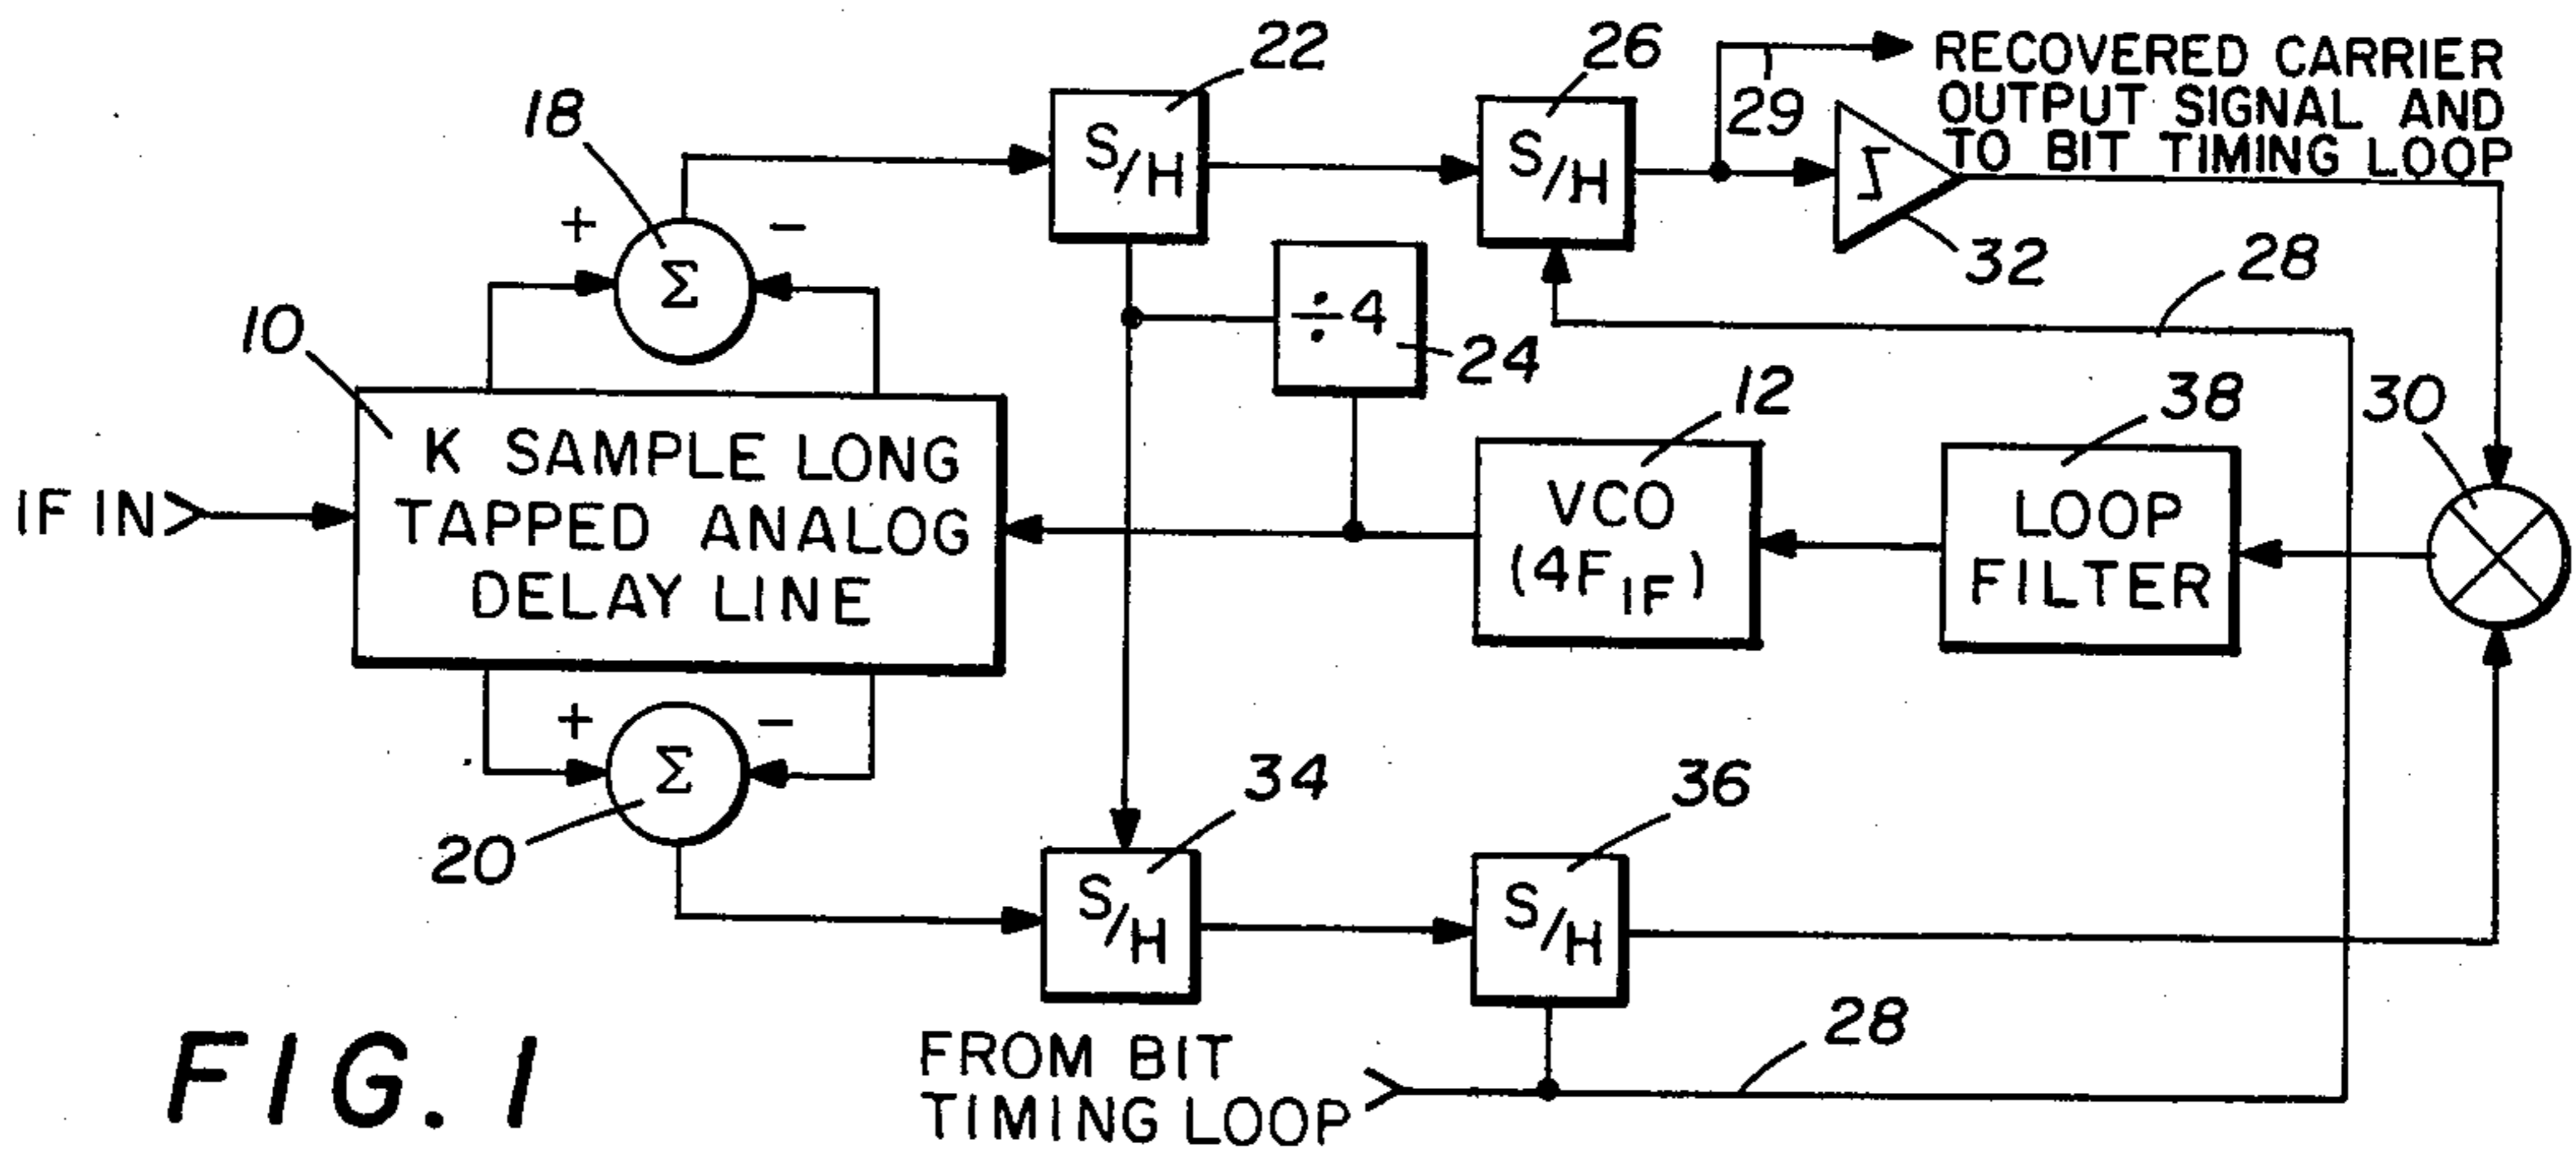 22
26
RECOVERED CARRIER
OUTPUT SIGNAL AND
TO BIT TIMING LOOP
29
18
S/H
S/H
+
−
Σ
32
28
10
÷4
24
12
38
30
K SAMPLE LONG
TAPPED ANALOG
DELAY LINE
IF IN
VCO
(4F_IF)
LOOP
FILTER
+
−
Σ
20
34
36
S/H
S/H
28
FROM BIT
TIMING LOOP
FIG. 1